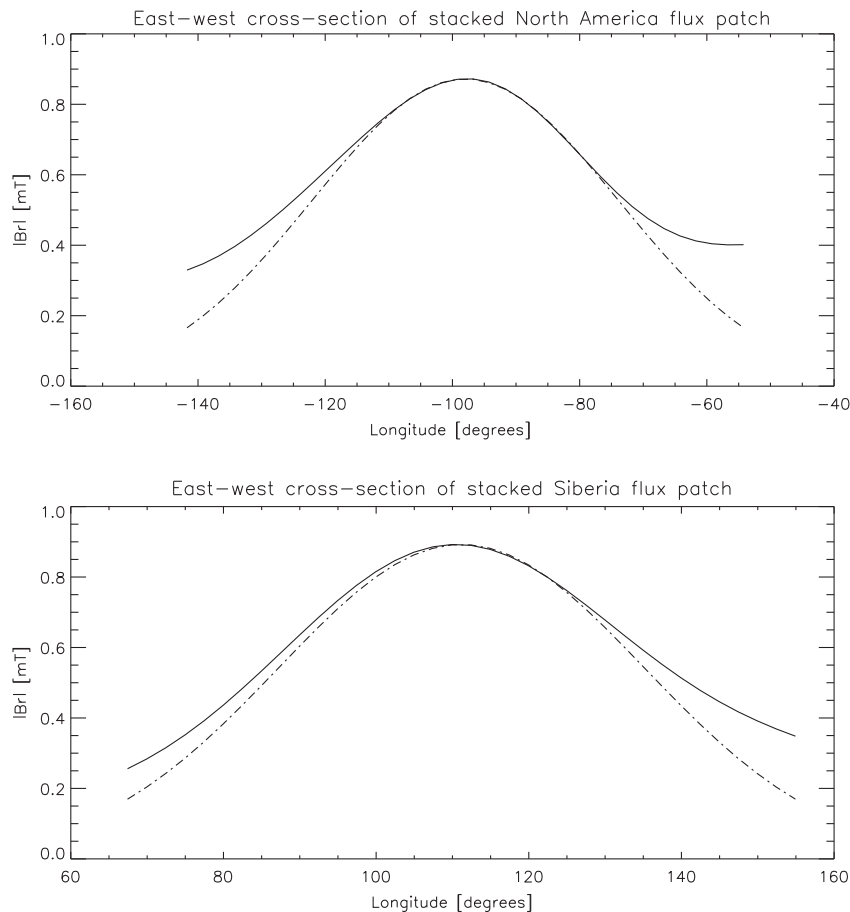 East-west cross-section of stacked North America flux patch
1.0
0.8
0.6
0.4
0.2
0.0
|Br| [mT]
-160 -140 -120 -100 -80 -60 -40
Longitude [degrees]
East-west cross-section of stacked Siberia flux patch
1.0
0.8
0.6
0.4
0.2
0.0
|Br| [mT]
60 80 100 120 140 160
Longitude [degrees]